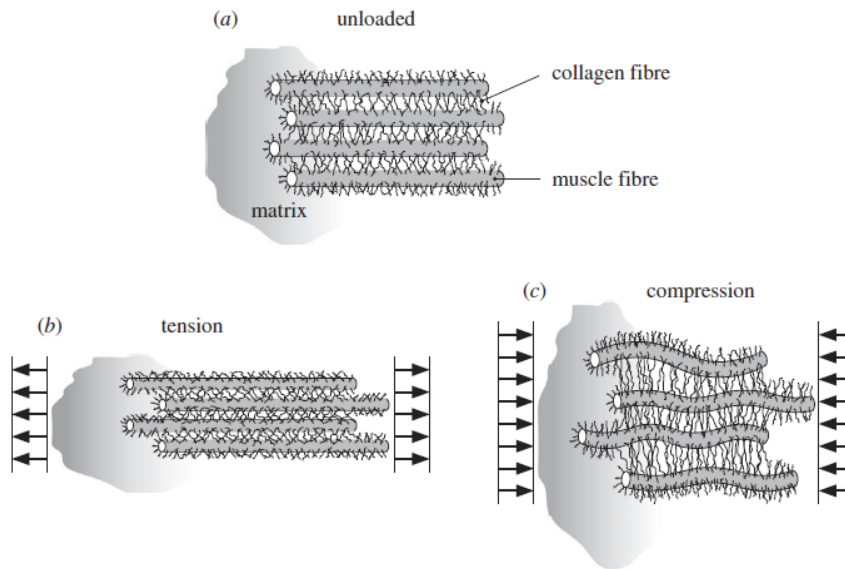 (a) unloaded
collagen fibre
muscle fibre
matrix
(b) tension
(c) compression